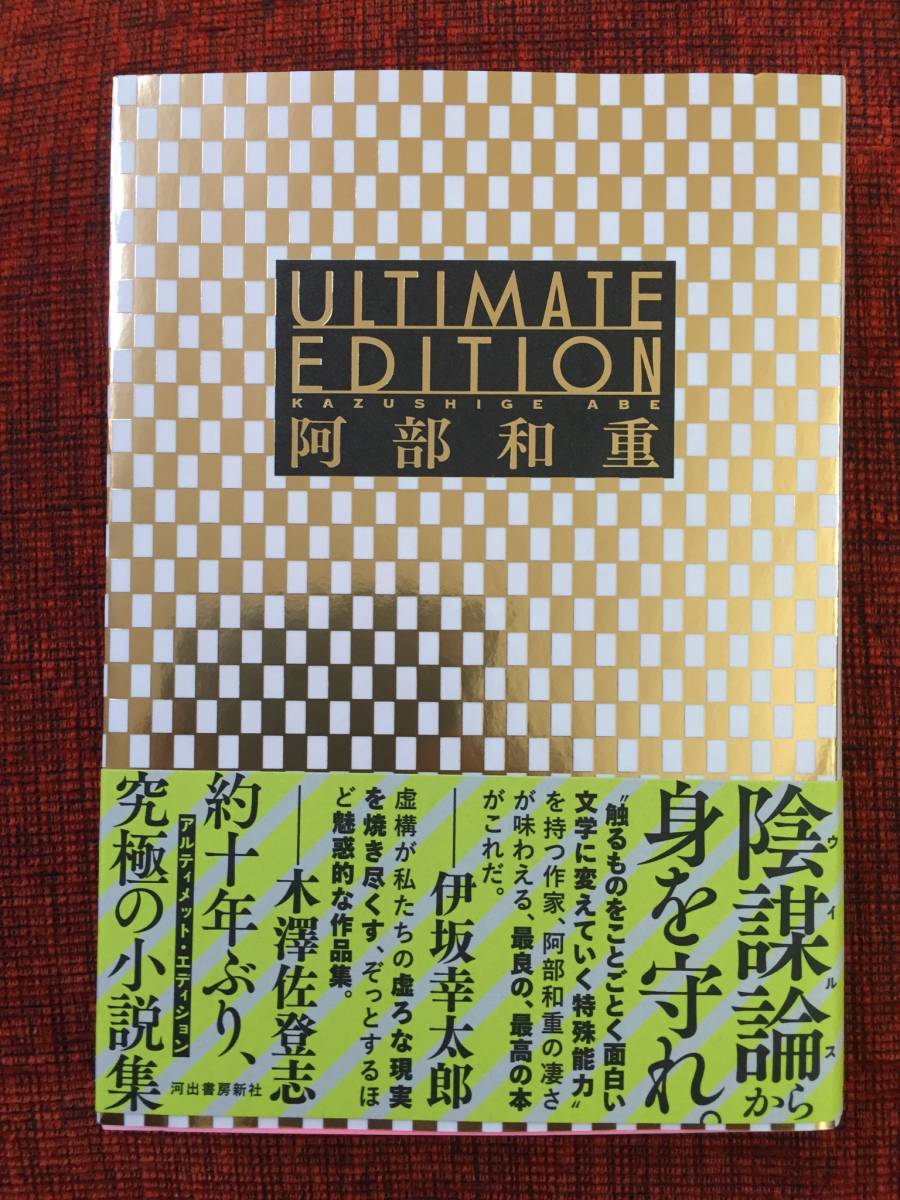 ULTIMATE
EDITION
KAZUSHIGE ABE
阿部和重
陰謀論から
ウイルス
身を守れ。
“触るものをことごとく面白い
文学に変えていく特殊能力”
を持つ作家、阿部和重の凄さ
が味わえる、最良の、最高の本
がこれだ。
──伊坂幸太郎
虚構が私たちの虚ろな現実
を焼き尽くす、ぞっとするほ
ど魅惑的な作品集。
──木澤佐登志
約十年ぶり、
アルティメット・エディション
究極の小説集
河出書房新社